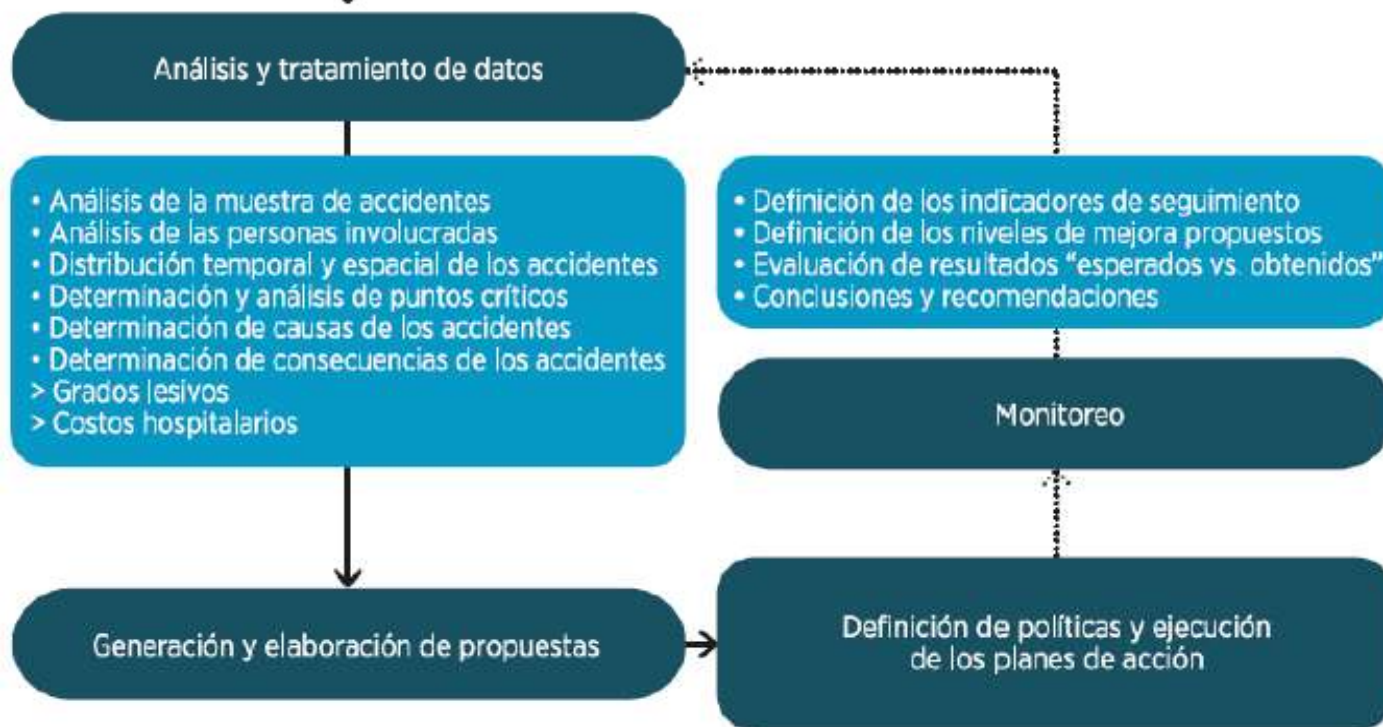 Análisis y tratamiento de datos
• Análisis de la muestra de accidentes
• Análisis de las personas involucradas
• Distribución temporal y espacial de los accidentes
• Determinación y análisis de puntos críticos
• Determinación de causas de los accidentes
• Determinación de consecuencias de los accidentes
> Grados lesivos
> Costos hospitalarios
Generación y elaboración de propuestas
Definición de políticas y ejecución
de los planes de acción
Monitoreo
• Definición de los indicadores de seguimiento
• Definición de los niveles de mejora propuestos
• Evaluación de resultados “esperados vs. obtenidos”
• Conclusiones y recomendaciones